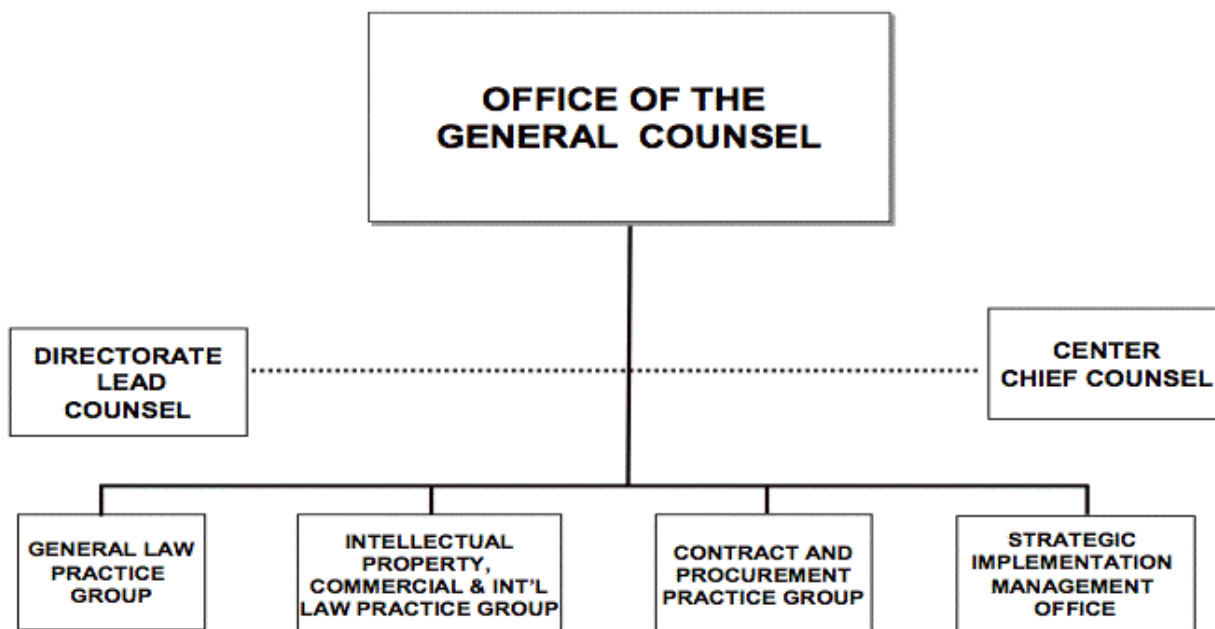 OFFICE OF THE
GENERAL COUNSEL
DIRECTORATE
LEAD
COUNSEL
CENTER
CHIEF COUNSEL
GENERAL LAW
PRACTICE
GROUP
INTELLECTUAL
PROPERTY,
COMMERCIAL & INT'L
LAW PRACTICE GROUP
CONTRACT AND
PROCUREMENT
PRACTICE GROUP
STRATEGIC
IMPLEMENTATION
MANAGEMENT
OFFICE